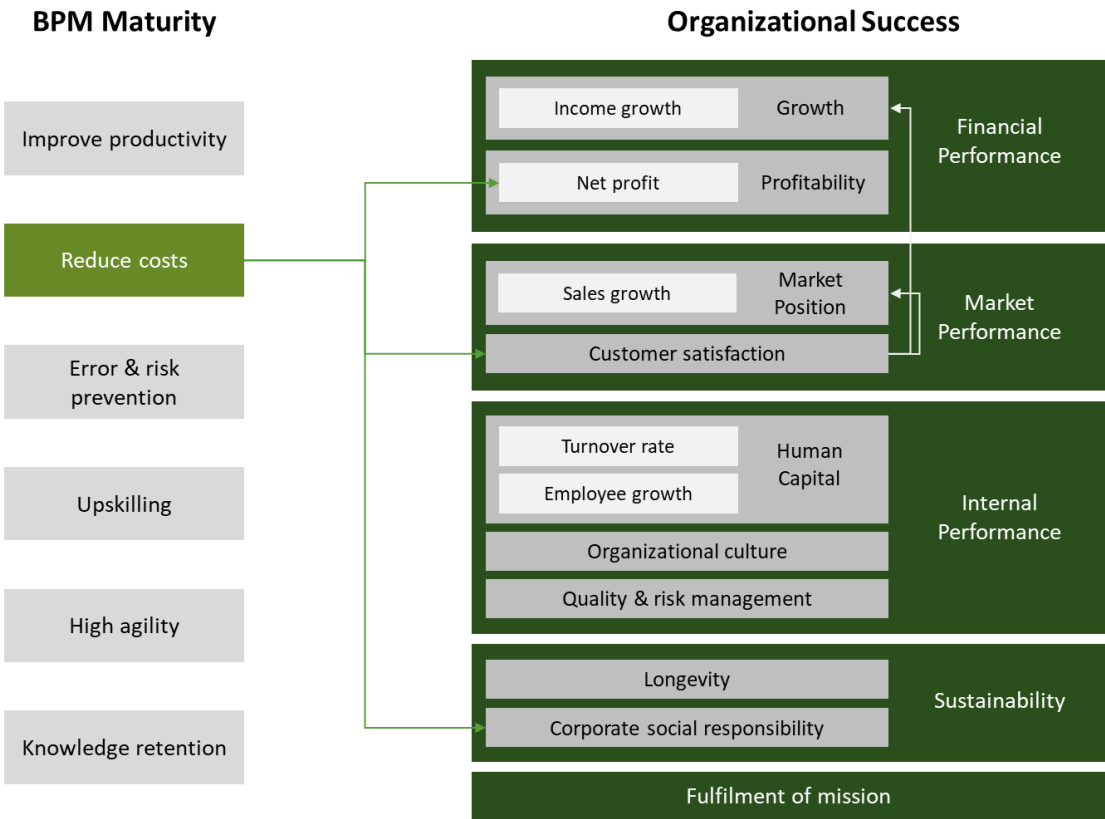 BPM Maturity
Improve productivity
Reduce costs
Error & risk
prevention
Upskilling
High agility
Knowledge retention
Organizational Success
Income growth
Growth
Net profit
Profitability
Financial
Performance
Sales growth
Market
Position
Customer satisfaction
Market
Performance
Turnover rate
Employee growth
Human
Capital
Organizational culture
Quality & risk management
Internal
Performance
Longevity
Corporate social responsibility
Sustainability
Fulfilment of mission